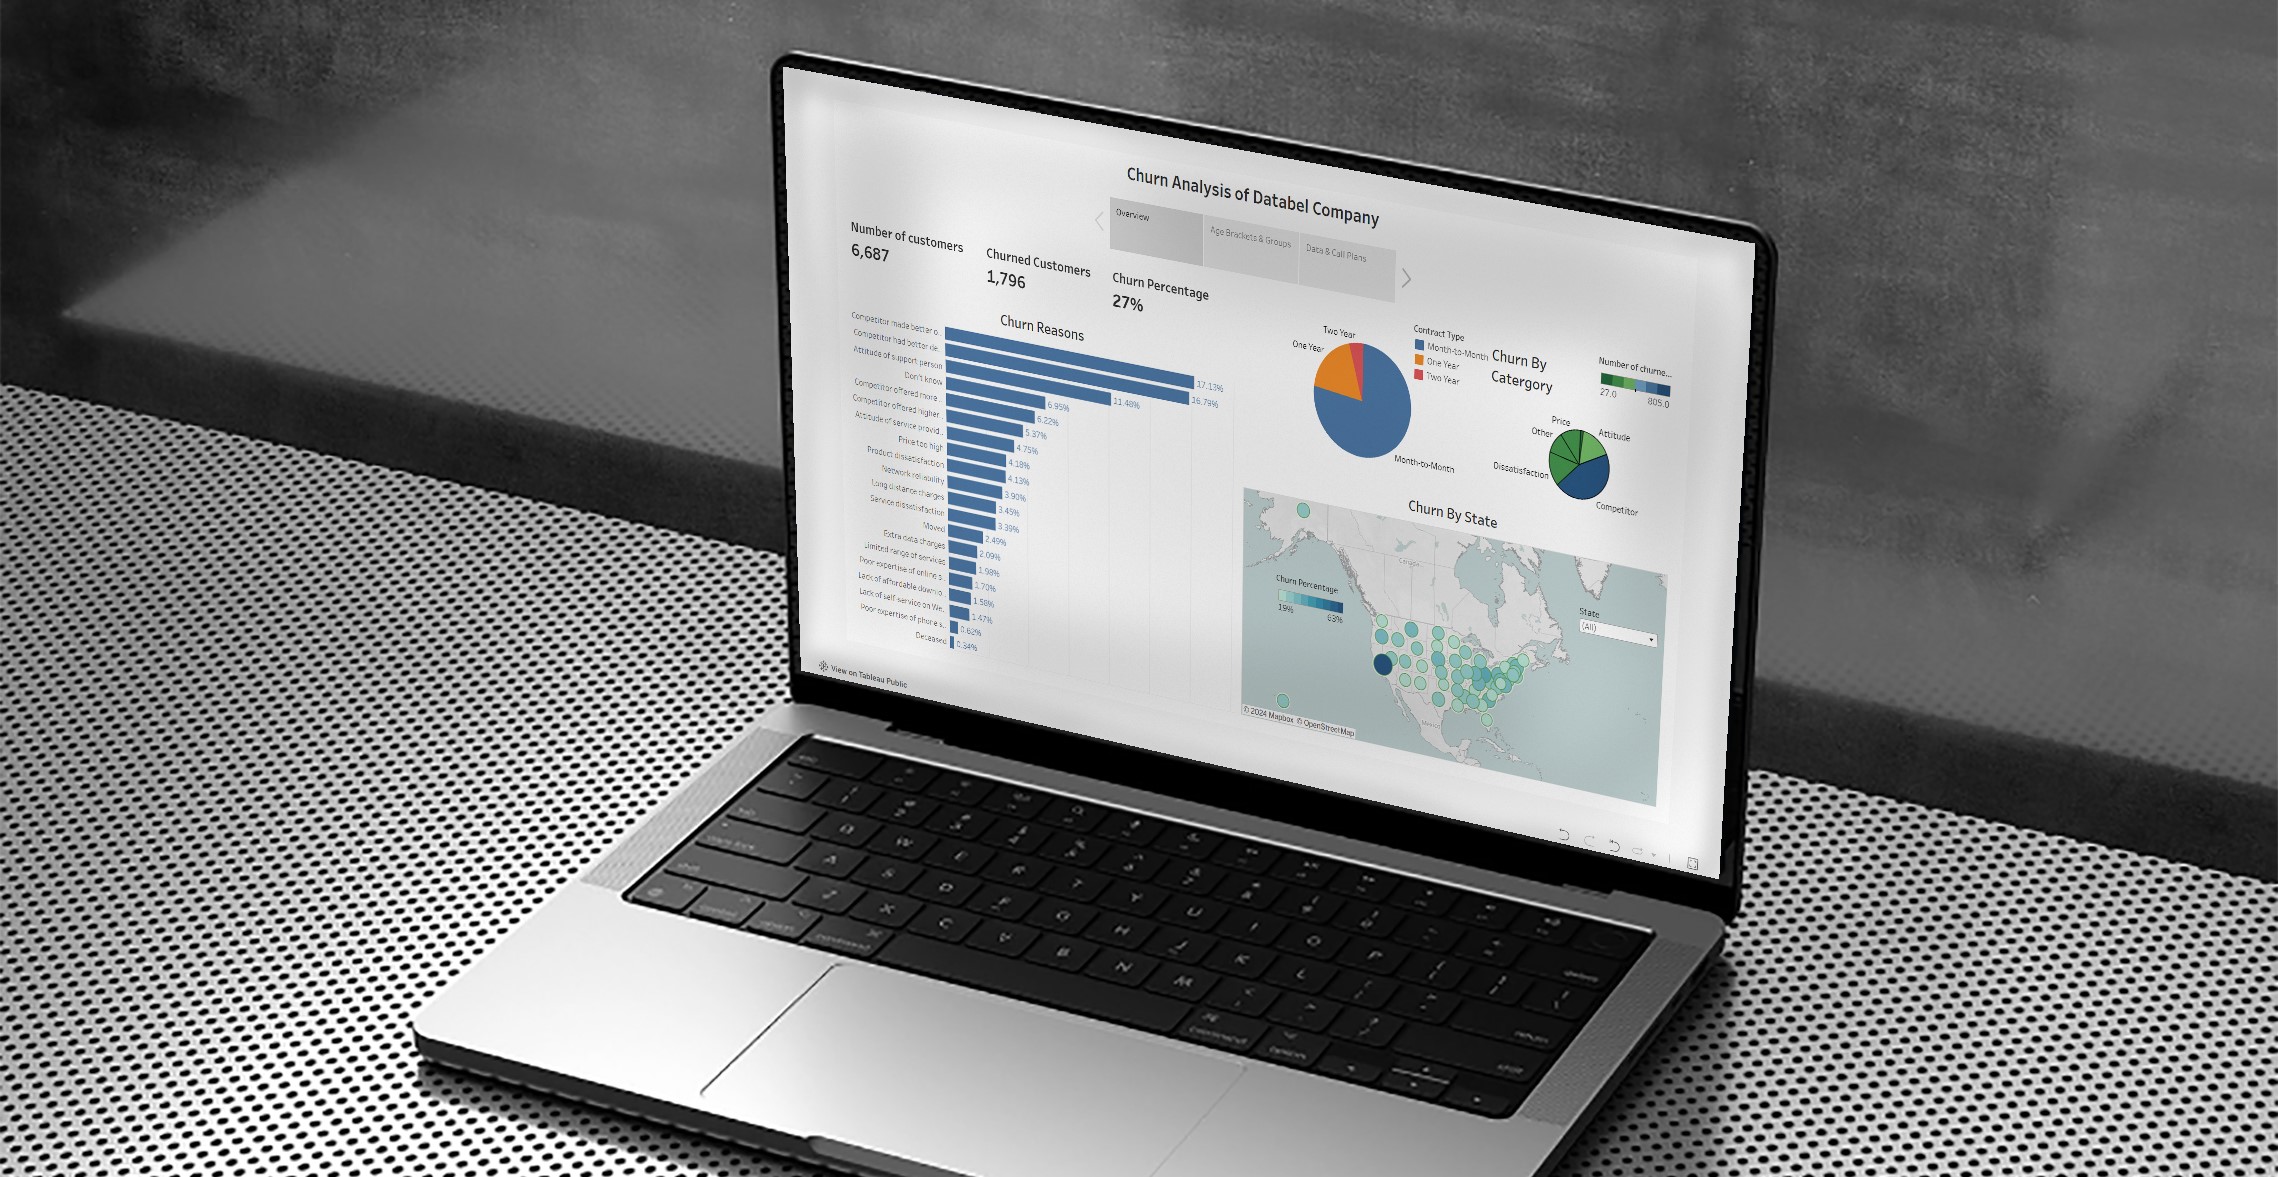 Churn Analysis of Databel Company
Overview
Age Brackets & Groups
Data & Call Plans
Number of customers
6,687
Churned Customers
1,796
Churn Percentage
27%
Churn Reasons
Competitor made better o..
17.13%
Competitor had better de..
16.79%
Attitude of support person
11.48%
Don't know
6.95%
Competitor offered more ..
6.22%
Competitor offered higher..
5.37%
Attitude of service provid..
4.75%
Price too high
4.18%
Product dissatisfaction
4.13%
Network reliability
3.90%
Long distance charges
3.45%
Service dissatisfaction
3.39%
Moved
2.49%
Extra data charges
2.09%
Limited range of services
1.98%
Poor expertise of online s..
1.70%
Lack of affordable downlo..
1.58%
Lack of self-service on We..
1.47%
Poor expertise of phone s..
0.62%
Deceased
0.34%
Two Year
One Year
Month-to-Month
Contract Type
Month-to-Month
One Year
Two Year
Churn By
Catergory
Number of churne...
27.0
805.0
Price
Other
Attitude
Dissatisfaction
Competitor
Churn By State
Canada
Churn Percentage
19%
63%
State
(All)
Mexico
© 2024 Mapbox © OpenStreetMap
View on Tableau Public